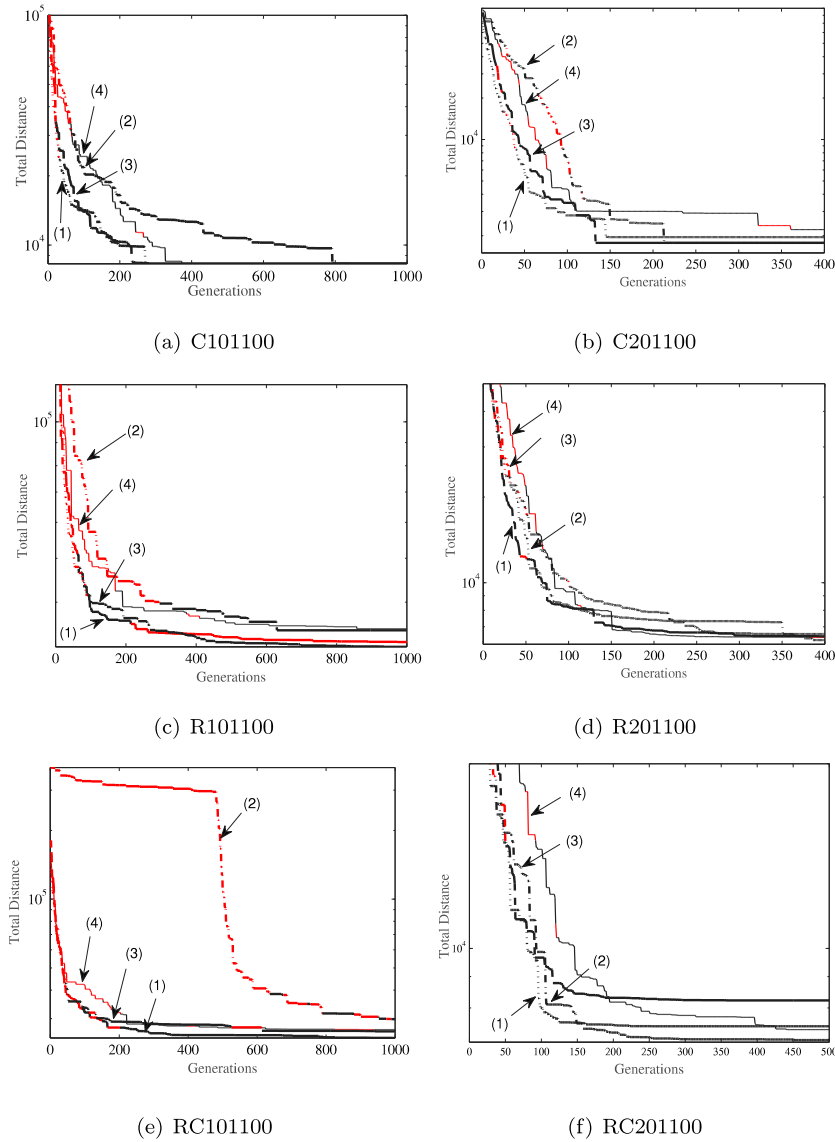 Total Distance
10^5
10^4
(4)
(2)
(3)
(1)
0 200 400 600 800 1000
Generations
(a) C101100
Total Distance
10^4
(2)
(4)
(3)
(1)
0 50 100 150 200 250 300 350 400
Generations
(b) C201100
Total Distance
10^5
(2)
(4)
(3)
(1)
0 200 400 600 800 1000
Generations
(c) R101100
Total Distance
10^4
(4)
(3)
(2)
(1)
0 50 100 150 200 250 300 350 400
Generations
(d) R201100
Total Distance
10^5
(2)
(4)
(3)
(1)
0 200 400 600 800 1000
Generations
(e) RC101100
Total Distance
10^4
(4)
(3)
(2)
(1)
0 50 100 150 200 250 300 350 400 450 500
Generations
(f) RC201100